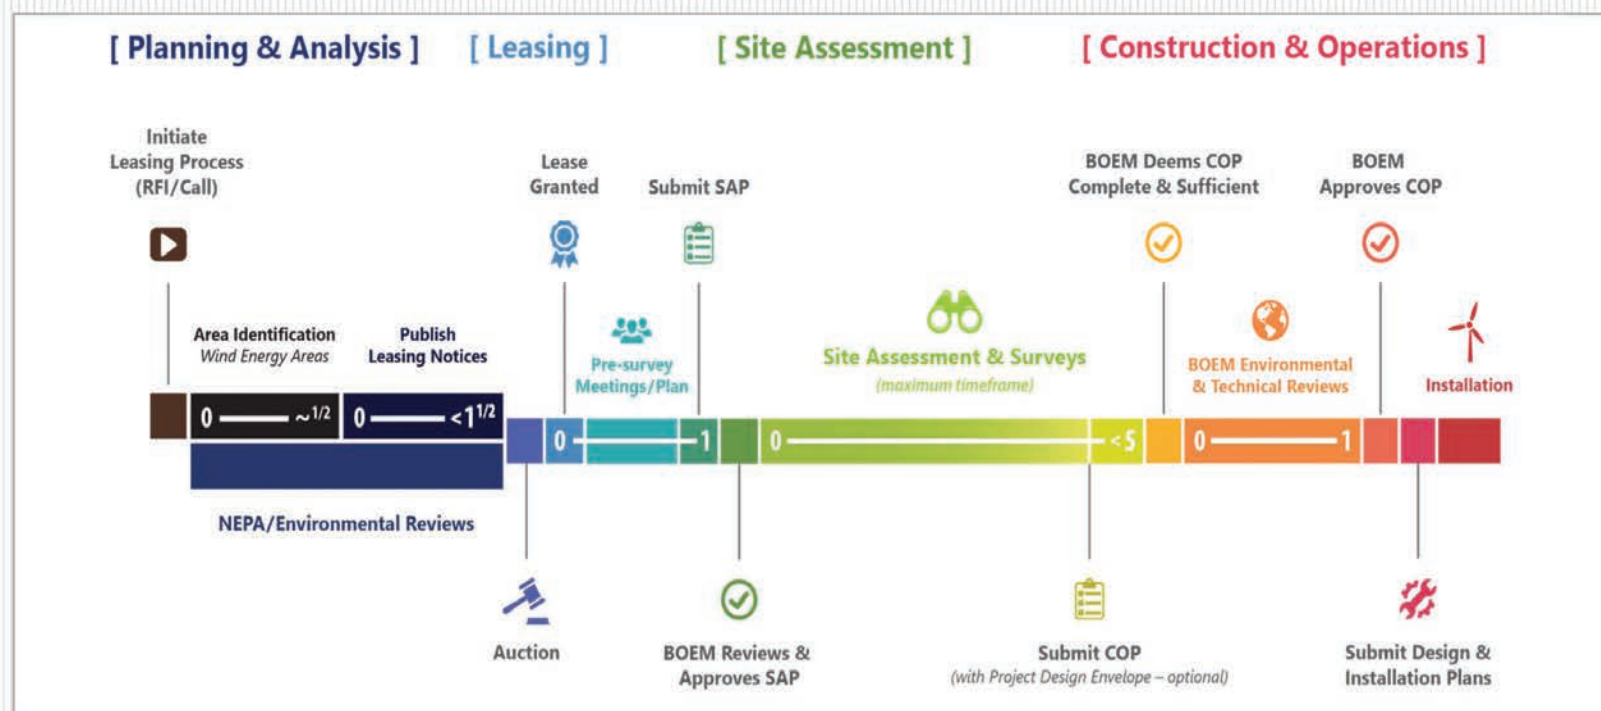 [ Planning & Analysis ]
[ Leasing ]
[ Site Assessment ]
[ Construction & Operations ]
Initiate
Leasing Process
(RFI/Call)
Lease
Granted
Submit SAP
BOEM Deems COP
Complete & Sufficient
BOEM
Approves COP
Area Identification
Wind Energy Areas
Publish
Leasing Notices
Pre-survey
Meetings/Plan
Site Assessment & Surveys
(maximum timeframe)
BOEM Environmental
& Technical Reviews
Installation
0 ~1/2
0 <1 1/2
0 1
0 <5
0 1
NEPA/Environmental Reviews
Auction
BOEM Reviews &
Approves SAP
Submit COP
(with Project Design Envelope – optional)
Submit Design &
Installation Plans